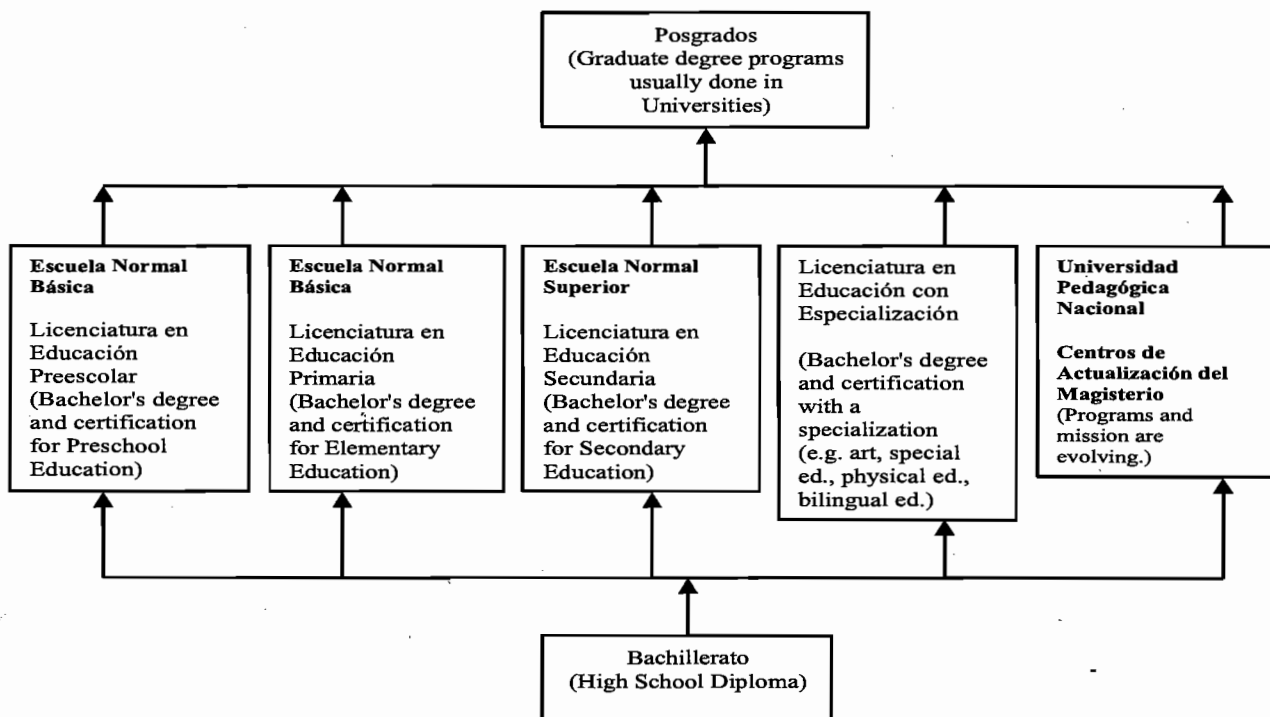 Posgrados
(Graduate degree programs
usually done in
Universities)
Escuela Normal
Básica
Licenciatura en
Educación
Preescolar
(Bachelor's degree
and certification
for Preschool
Education)
Escuela Normal
Básica
Licenciatura en
Educación
Primaria
(Bachelor's degree
and certification
for Elementary
Education)
Escuela Normal
Superior
Licenciatura en
Educación
Secundaria
(Bachelor's degree
and certification
for Secondary
Education)
Licenciatura en
Educación con
Especialización
(Bachelor's degree
and certification
with a
specialization
(e.g. art, special
ed., physical ed.,
bilingual ed.)
Universidad
Pedagógica
Nacional
Centros de
Actualización del
Magisterio
(Programs and
mission are
evolving.)
Bachillerato
(High School Diploma)